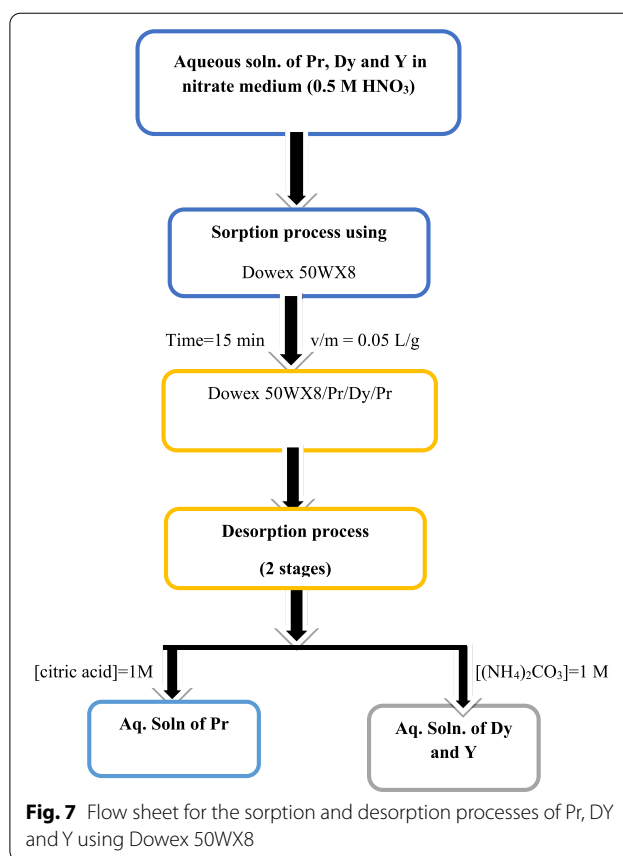 Aqueous soln. of Pr, Dy and Y in
nitrate medium (0.5 M HNO₃)
Sorption process using
Dowex 50WX8
Time=15 min v/m = 0.05 L/g
Dowex 50WX8/Pr/Dy/Pr
Desorption process
(2 stages)
[citric acid]=1M
[(NH₄)₂CO₃]=1 M
Aq. Soln of Pr
Aq. Soln. of Dy
and Y
Fig. 7 Flow sheet for the sorption and desorption processes of Pr, DY
and Y using Dowex 50WX8